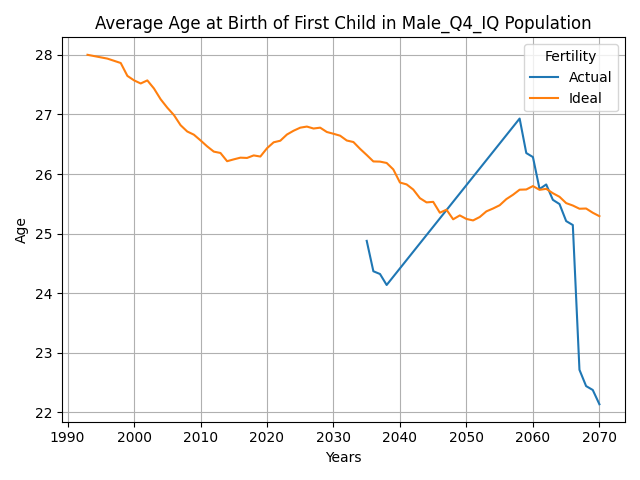 Average Age at Birth of First Child in Male_Q4_IQ Population
Fertility
Actual
Ideal
Age
28
27
26
25
24
23
22
1990
2000
2010
2020
2030
2040
2050
2060
2070
Years